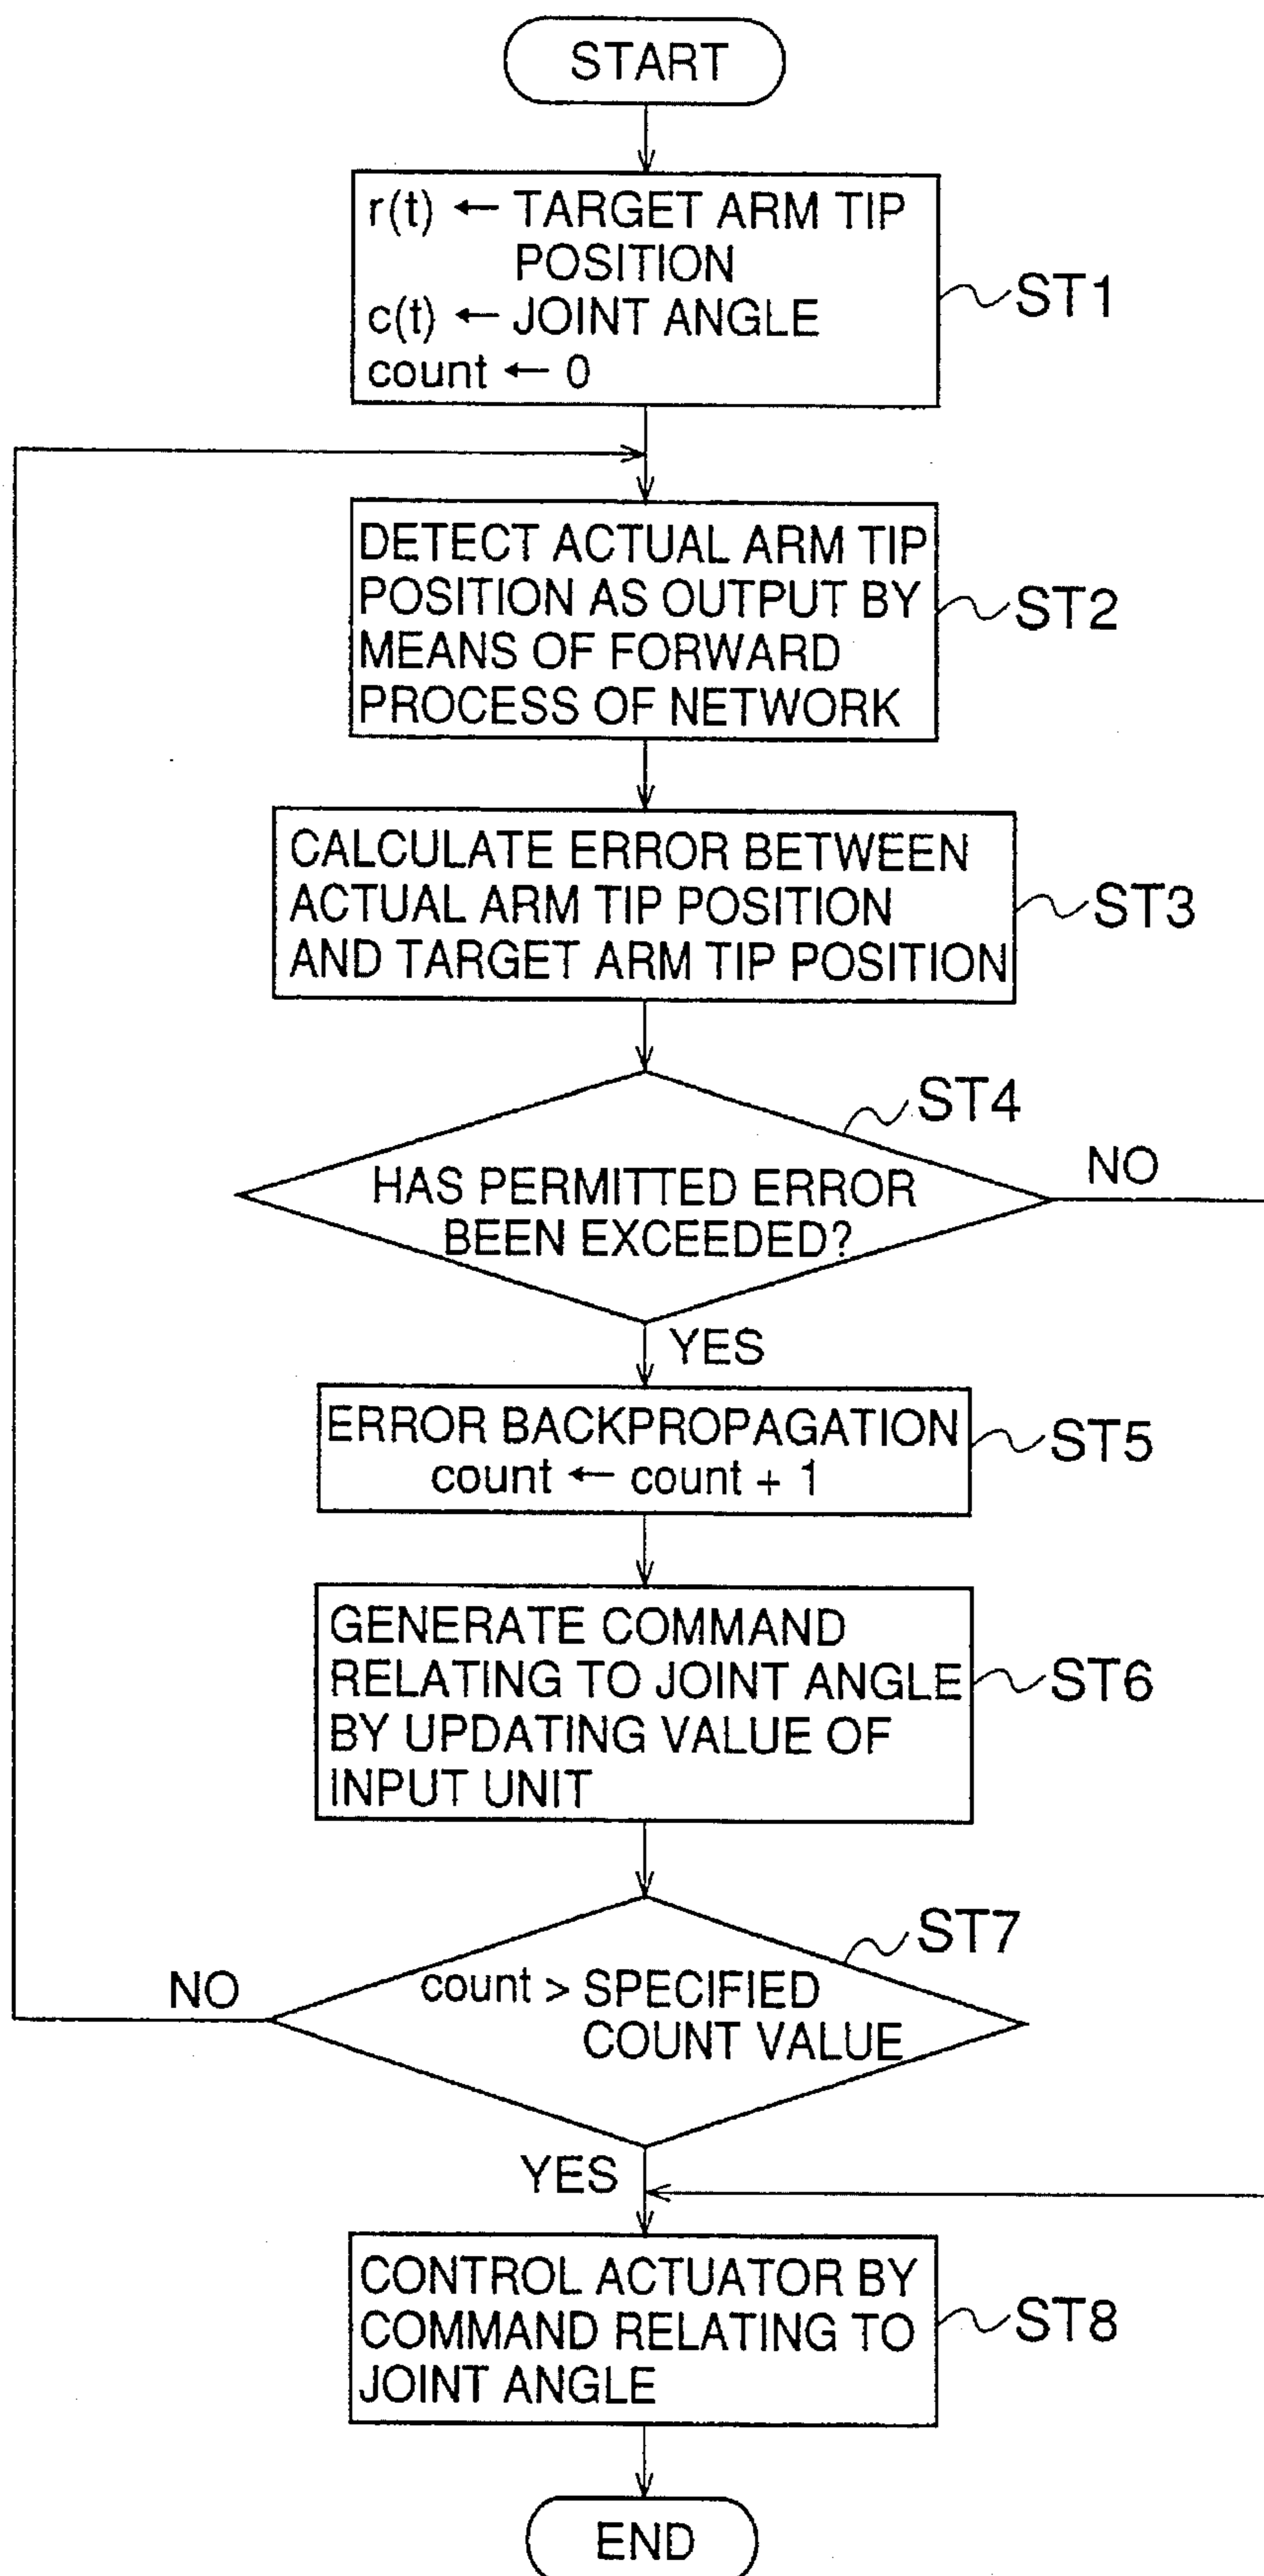 START
r(t) ← TARGET ARM TIP
POSITION
c(t) ← JOINT ANGLE
count ← 0
ST1
DETECT ACTUAL ARM TIP
POSITION AS OUTPUT BY
MEANS OF FORWARD
PROCESS OF NETWORK
ST2
CALCULATE ERROR BETWEEN
ACTUAL ARM TIP POSITION
AND TARGET ARM TIP POSITION
ST3
ST4
HAS PERMITTED ERROR
BEEN EXCEEDED?
NO
YES
ERROR BACKPROPAGATION
count ← count + 1
ST5
GENERATE COMMAND
RELATING TO JOINT ANGLE
BY UPDATING VALUE OF
INPUT UNIT
ST6
ST7
count > SPECIFIED
COUNT VALUE
NO
YES
CONTROL ACTUATOR BY
COMMAND RELATING TO
JOINT ANGLE
ST8
END